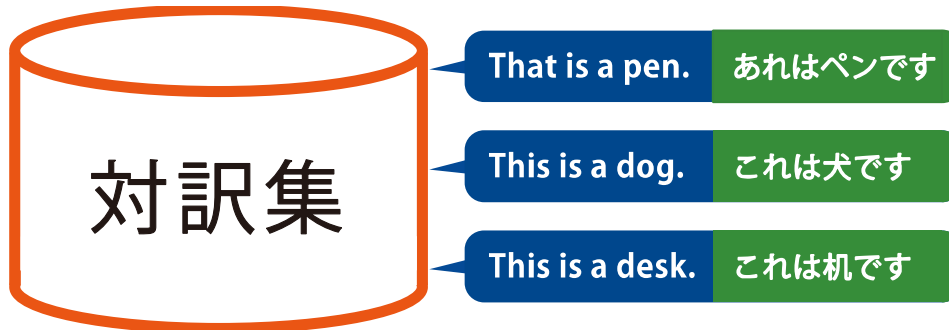 対訳集
That is a pen. あれはペンです
This is a dog. これは犬です
This is a desk. これは机です